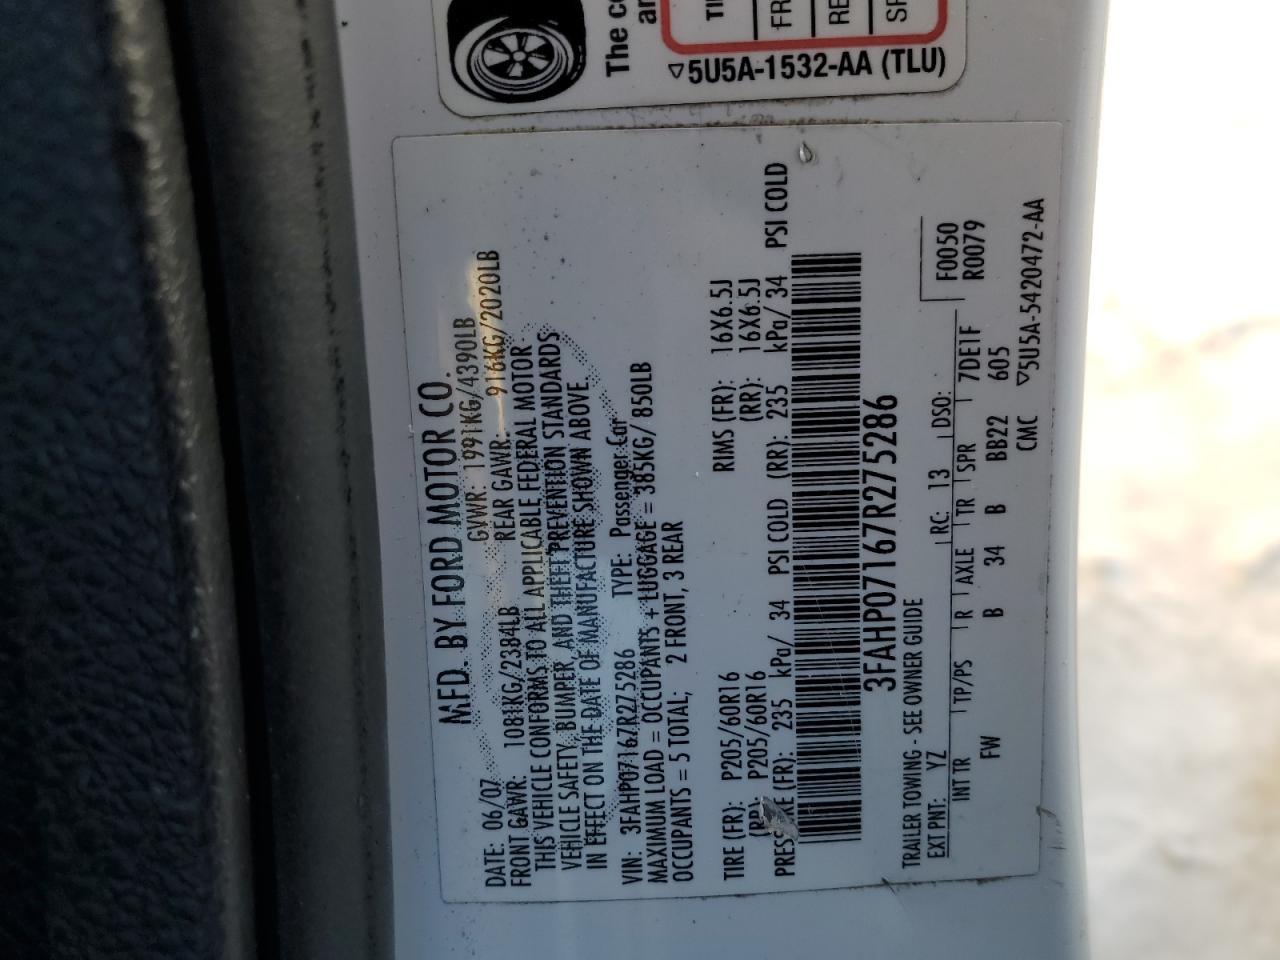 The
TI
FR
RE
SP
▽5U5A-1532-AA (TLU)
MFD. BY FORD MOTOR CO.
DATE: 06/07 GVWR: 1991KG/4390LB
FRONT GAWR: 1081KG/2384LB REAR GAWR: 916KG/2020LB
THIS VEHICLE CONFORMS TO ALL APPLICABLE FEDERAL MOTOR
VEHICLE SAFETY, BUMPER, AND THEFT PREVENTION STANDARDS
IN EFFECT ON THE DATE OF MANUFACTURE SHOWN ABOVE.
VIN: 3FAHP07167R275286 TYPE: Passenger Car
MAXIMUM LOAD = OCCUPANTS + LUGGAGE = 385KG/ 850LB
OCCUPANTS = 5 TOTAL; 2 FRONT, 3 REAR
TIRE (FR): P205/60R16 RIMS (FR): 16X6.5J
(RR): P205/60R16 (RR): 16X6.5J
(FR): 235 kPa/ 34 PSI COLD (RR): 235 kPa/ 34 PSI COLD
3FAHP07167R275286
TRAILER TOWING - SEE OWNER GUIDE
EXT PNT: YZ RC: 13 DSO: F0050
R0079
INT TR TP/PS R AXLE TR SPR 7DE1F
FW B 34 B BB22 605
CMC ▽5U5A-5420472-AA